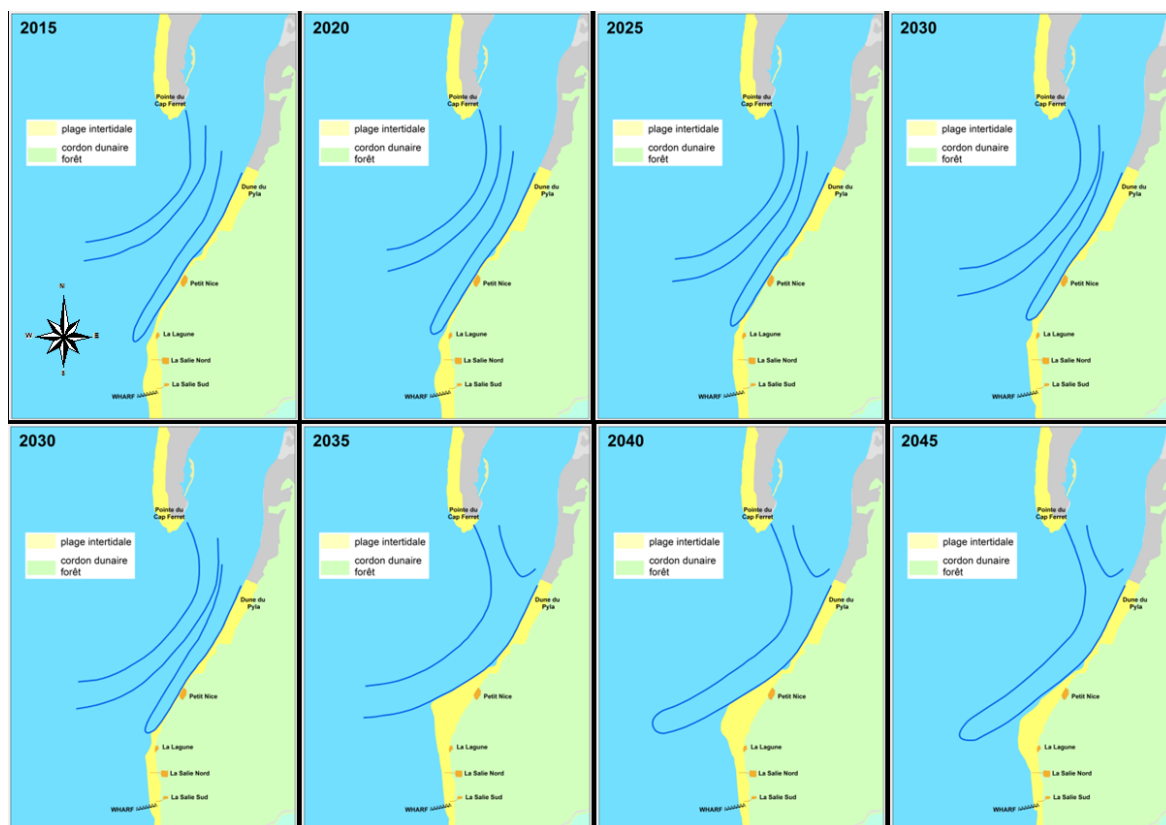 2015
Pointe du
Cap Ferret
plage intertidale
cordon dunaire
forêt
Dune du
Pyla
Petit Nice
N
W
E
S
La Lagune
La Salie Nord
La Salie Sud
WHARF
2020
Pointe du
Cap Ferret
plage intertidale
cordon dunaire
forêt
Dune du
Pyla
Petit Nice
La Lagune
La Salie Nord
La Salie Sud
WHARF
2025
Pointe du
Cap Ferret
plage intertidale
cordon dunaire
forêt
Dune du
Pyla
Petit Nice
La Lagune
La Salie Nord
La Salie Sud
WHARF
2030
Pointe du
Cap Ferret
plage intertidale
cordon dunaire
forêt
Dune du
Pyla
Petit Nice
La Lagune
La Salie Nord
La Salie Sud
WHARF
2030
Pointe du
Cap Ferret
plage intertidale
cordon dunaire
forêt
Dune du
Pyla
Petit Nice
La Lagune
La Salie Nord
La Salie Sud
WHARF
2035
Pointe du
Cap Ferret
plage intertidale
cordon dunaire
forêt
Dune du
Pyla
Petit Nice
La Lagune
La Salie Nord
La Salie Sud
WHARF
2040
Pointe du
Cap Ferret
plage intertidale
cordon dunaire
forêt
Dune du
Pyla
Petit Nice
La Lagune
La Salie Nord
La Salie Sud
WHARF
2045
Pointe du
Cap Ferret
plage intertidale
cordon dunaire
forêt
Dune du
Pyla
Petit Nice
La Lagune
La Salie Nord
La Salie Sud
WHARF